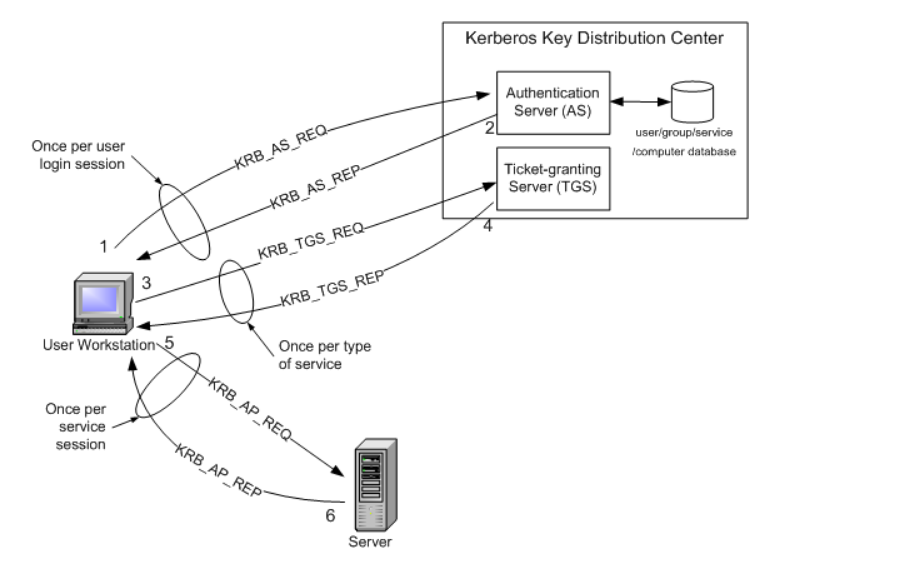 Kerberos Key Distribution Center
Authentication
Server (AS)
user/group/service
/computer database
2
Ticket-granting
Server (TGS)
4
Once per user
login session
KRB_AS_REQ
KRB_AS_REP
1
KRB_TGS_REQ
3
KRB_TGS_REP
User Workstation
5
Once per type
of service
Once per
service
session
KRB_AP_REQ
KRB_AP_REP
6
Server